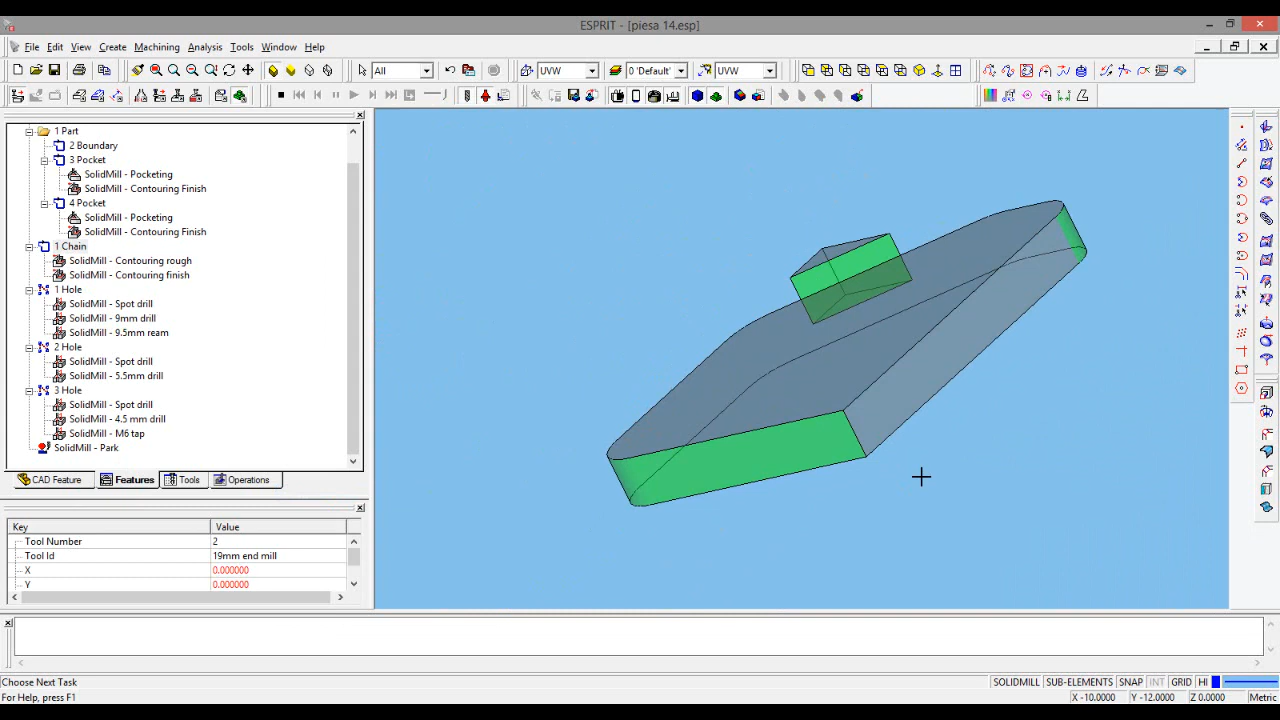 ESPRIT - [piesa 14.esp]
File Edit View Create Machining Analysis Tools Window Help
All
UVW
0 'Default'
UVW
1 Part
2 Boundary
3 Pocket
SolidMill - Pocketing
SolidMill - Contouring Finish
4 Pocket
SolidMill - Pocketing
SolidMill - Contouring Finish
1 Chain
SolidMill - Contouring rough
SolidMill - Contouring finish
1 Hole
SolidMill - Spot drill
SolidMill - 9mm drill
SolidMill - 9.5mm ream
2 Hole
SolidMill - Spot drill
SolidMill - 5.5mm drill
3 Hole
SolidMill - Spot drill
SolidMill - 4.5 mm drill
SolidMill - M6 tap
SolidMill - Park
CAD Feature Features Tools Operations
Key Value
Tool Number 2
Tool Id 19mm end mill
X 0.000000
Y 0.000000
Choose Next Task
SOLIDMILL SUB-ELEMENTS SNAP INT GRID HI
For Help, press F1
X -10.0000 Y -12.0000 Z 0.0000 Metric